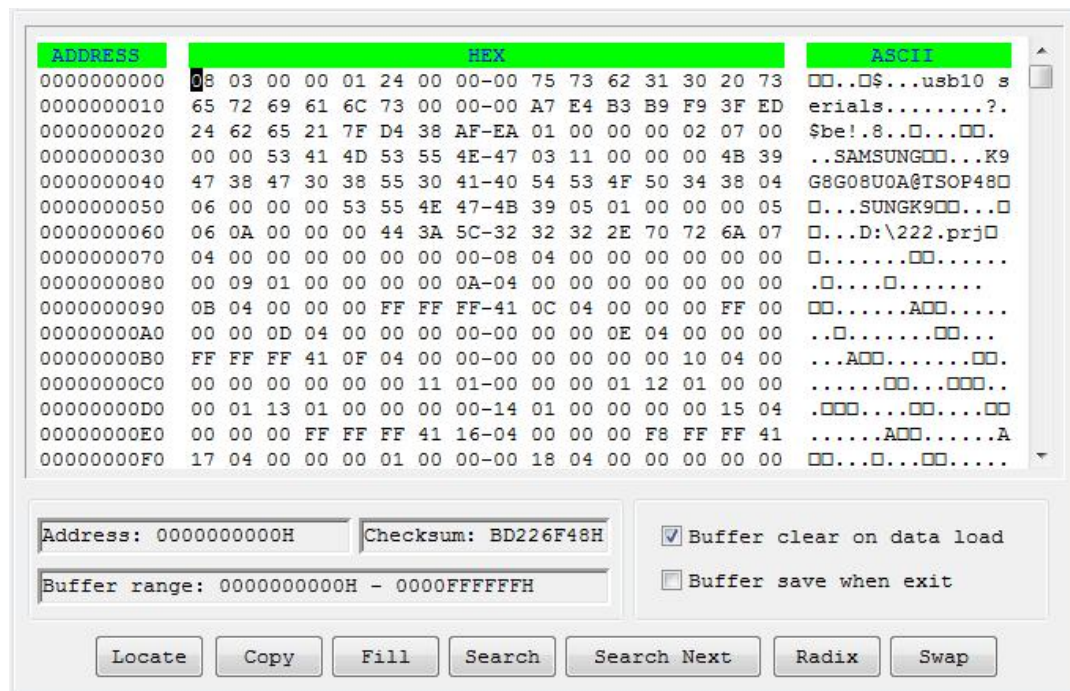 ADDRESS HEX ASCII
0000000000 08 03 00 00 01 24 00 00-00 75 73 62 31 30 20 73 □□..□$...usb10 s
0000000010 65 72 69 61 6C 73 00 00-00 A7 E4 B3 B9 F9 3F ED erials........?.
0000000020 24 62 65 21 7F D4 38 AF-EA 01 00 00 00 02 07 00 $be!.8..□...□□.
0000000030 00 00 53 41 4D 53 55 4E-47 03 11 00 00 00 4B 39 ..SAMSUNG□□...K9
0000000040 47 38 47 30 38 55 30 41-40 54 53 4F 50 34 38 04 G8G08U0A@TSOP48□
0000000050 06 00 00 00 53 55 4E 47-4B 39 05 01 00 00 00 05 □...SUNGK9□□...□
0000000060 06 0A 00 00 00 44 3A 5C-32 32 32 2E 70 72 6A 07 □...D:\222.prj□
0000000070 04 00 00 00 00 00 00 00-08 04 00 00 00 00 00 00 □.......□□......
0000000080 00 09 01 00 00 00 00 0A-04 00 00 00 00 00 00 00 .□....□.......
0000000090 0B 04 00 00 00 FF FF FF-41 0C 04 00 00 00 FF 00 □□......A□□.....
00000000A0 00 00 0D 04 00 00 00 00-00 00 00 0E 04 00 00 00 ..□.......□□...
00000000B0 FF FF FF 41 0F 04 00 00-00 00 00 00 00 10 04 00 ...A□□.......□□.
00000000C0 00 00 00 00 00 00 11 01-00 00 00 01 12 01 00 00 ......□□...□□□..
00000000D0 00 01 13 01 00 00 00 00-14 01 00 00 00 00 15 04 .□□□....□□....□□
00000000E0 00 00 00 FF FF FF 41 16-04 00 00 00 F8 FF FF 41 ......A□□......A
00000000F0 17 04 00 00 00 01 00 00-00 18 04 00 00 00 00 00 □□...□...□□.....
Address: 0000000000H Checksum: BD226F48H
Buffer clear on data load
Buffer range: 0000000000H - 0000FFFFFFH
Buffer save when exit
Locate Copy Fill Search Search Next Radix Swap